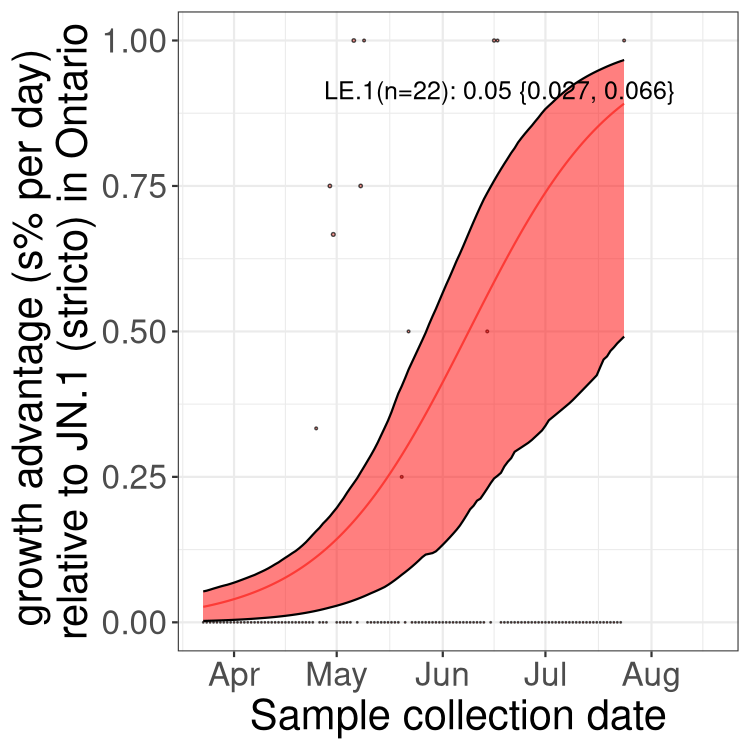 growth advantage (s% per day)
relative to JN.1 (stricto) in Ontario
1.00
0.75
0.50
0.25
0.00
LE.1(n=22): 0.05 {0.027, 0.066}
Apr May Jun Jul Aug
Sample collection date